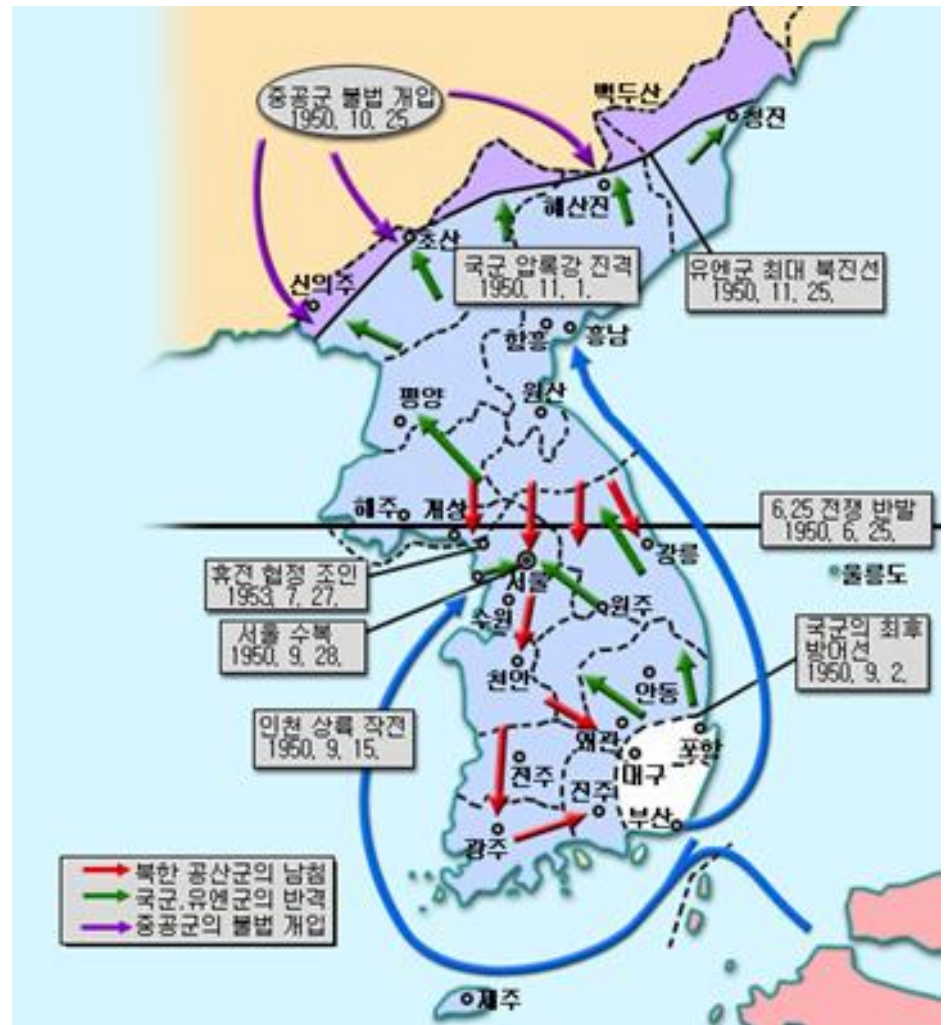 중공군 불법 개입
1950. 10. 25.
백두산
청진
혜산진
초산
신의주
국군 압록강 진격
1950. 11. 1.
유엔군 최대 북진선
1950. 11. 25.
함흥
흥남
원산
평양
해주
개성
6.25 전쟁 반발
1950. 6. 25.
강릉
울릉도
휴전 협정 조인
1953. 7. 27.
서울
수원
원주
서울 수복
1950. 9. 28.
국군의 최후
방어선
1950. 9. 2.
천안
안동
인천 상륙 작전
1950. 9. 15.
왜관
포항
대구
전주
진주
부산
광주
북한 공산군의 남침
국군,유엔군의 반격
중공군의 불법 개입
제주